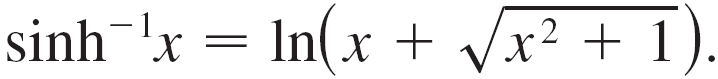 sinh⁻¹x = ln(x + √(x² + 1)).